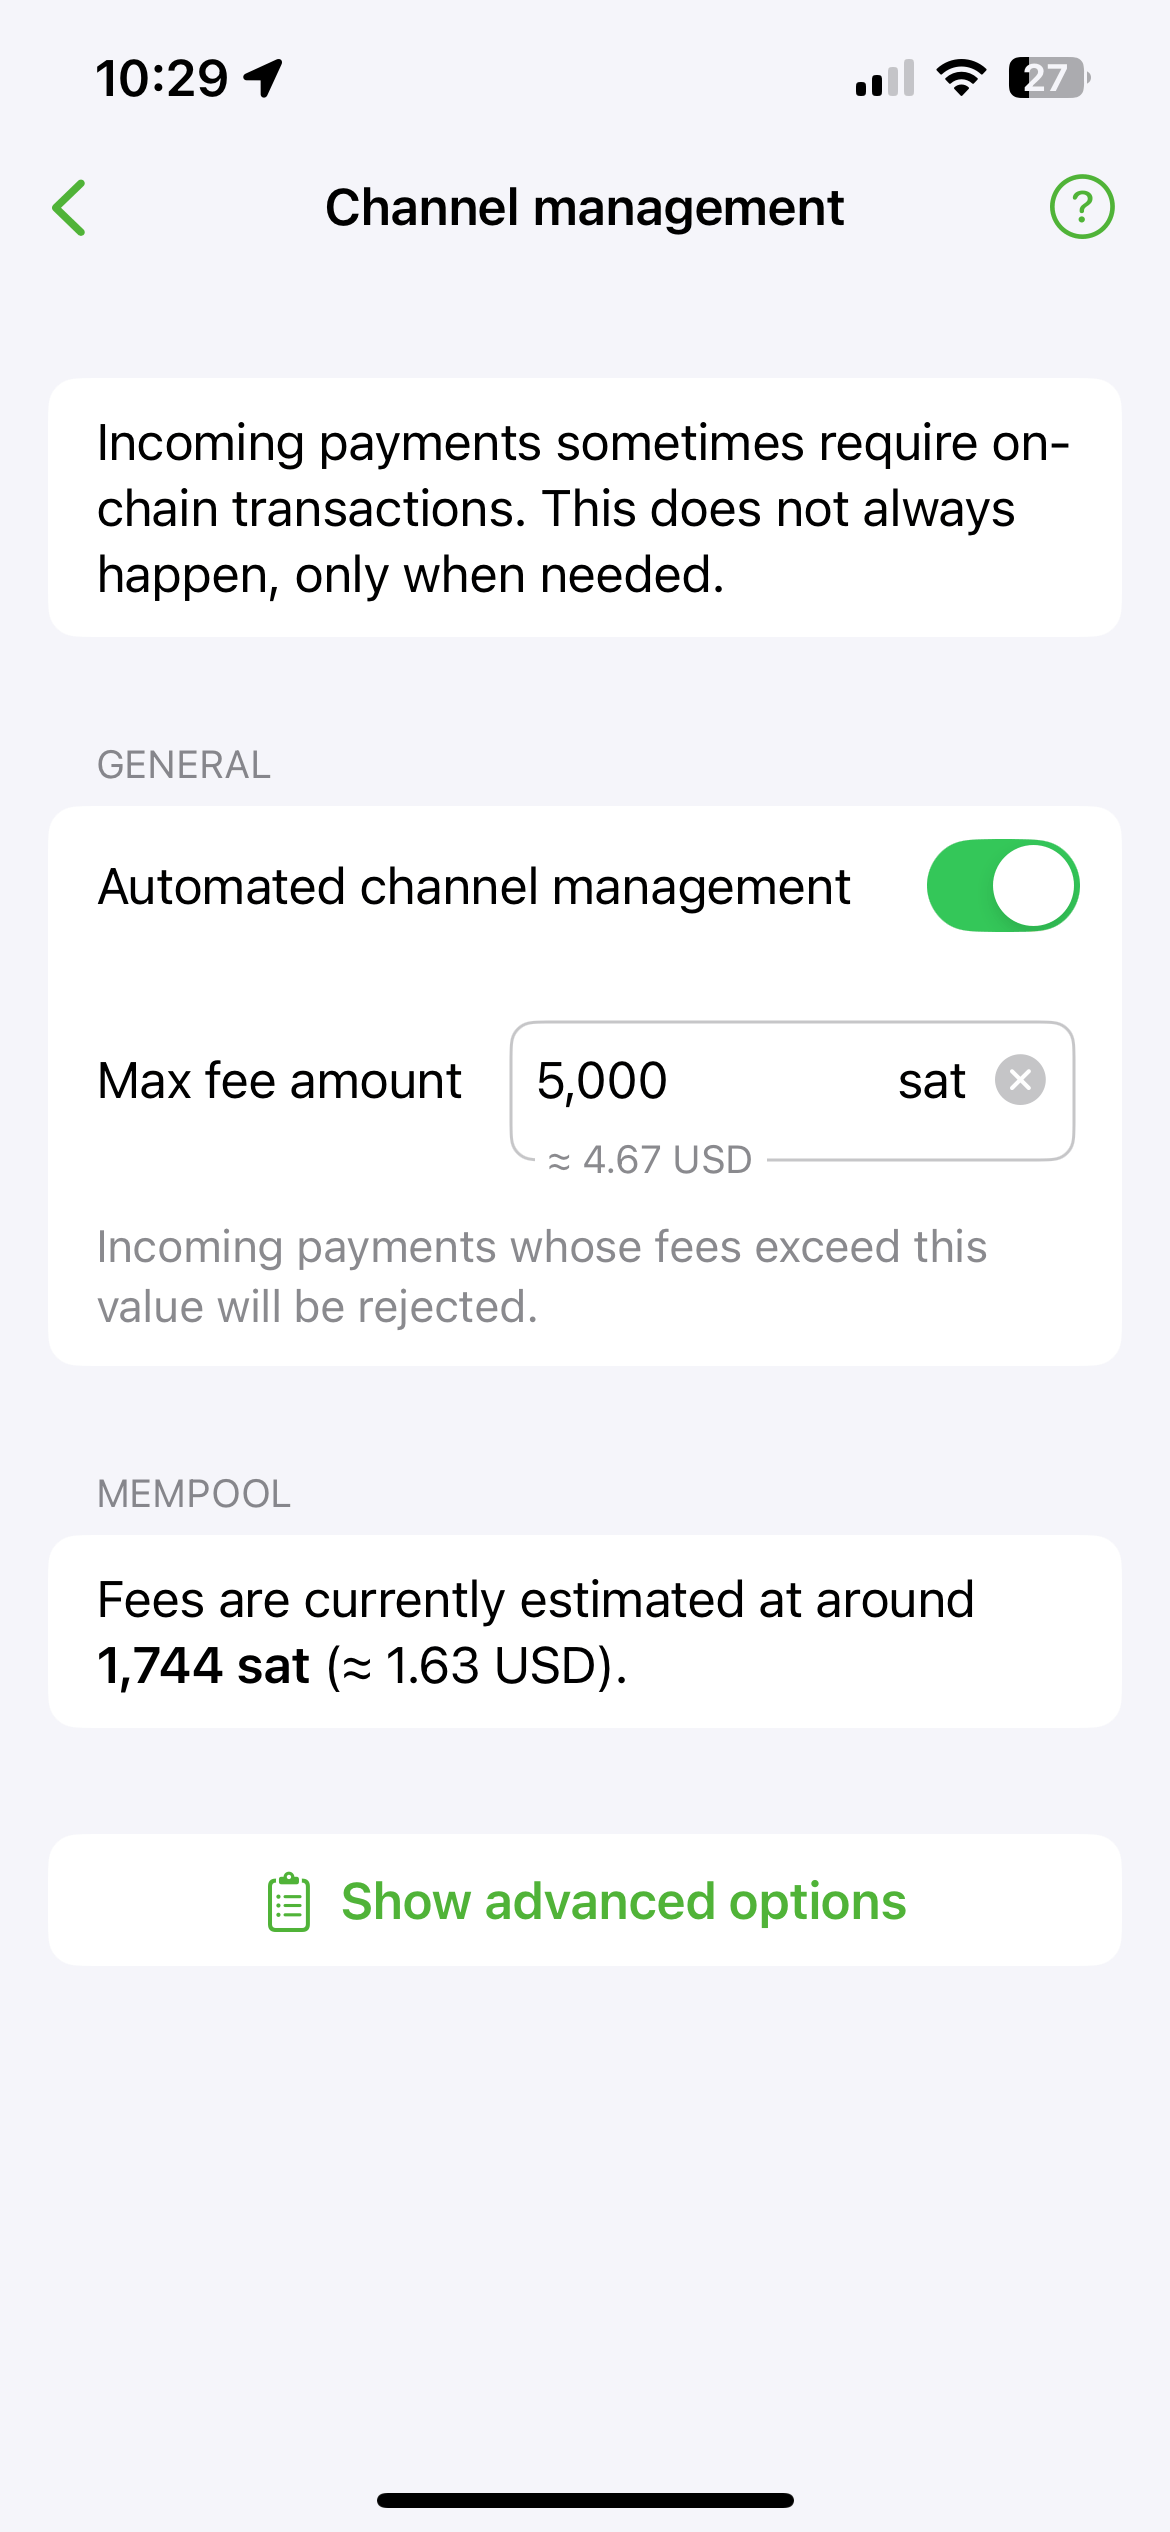 10:29
27
Channel management
?
Incoming payments sometimes require on-
chain transactions. This does not always
happen, only when needed.
GENERAL
Automated channel management
Max fee amount
5,000 sat
≈ 4.67 USD
Incoming payments whose fees exceed this
value will be rejected.
MEMPOOL
Fees are currently estimated at around
1,744 sat (≈ 1.63 USD).
Show advanced options